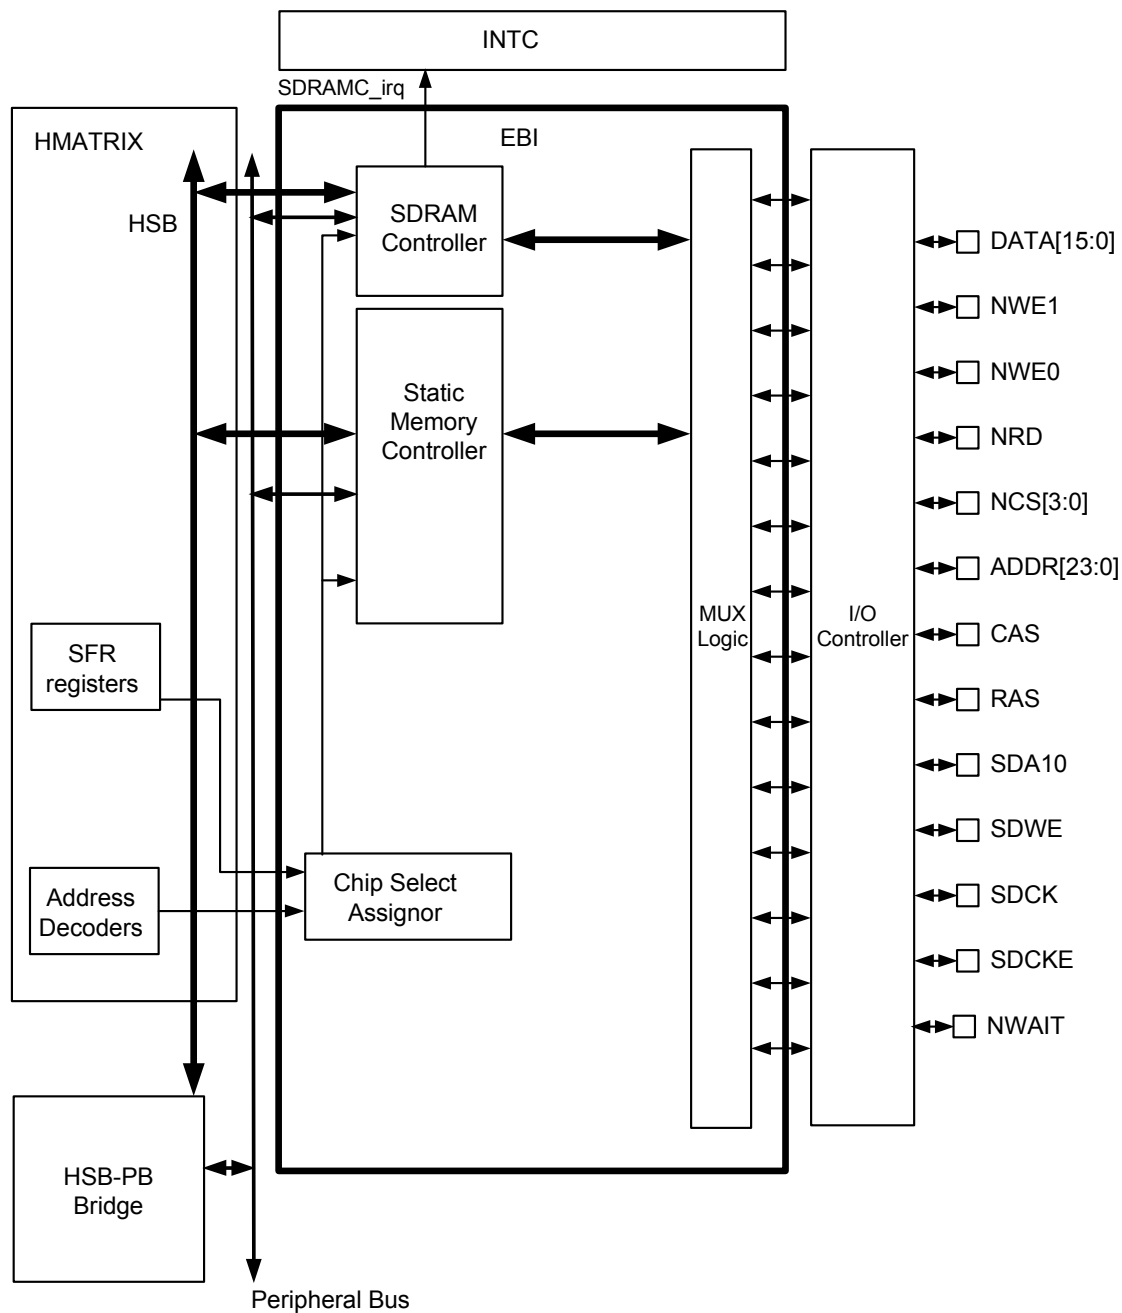 INTC
SDRAMC_irq
HMATRIX
EBI
HSB
SDRAM
Controller
DATA[15:0]
NWE1
Static
Memory
Controller
NWE0
NRD
NCS[3:0]
ADDR[23:0]
MUX
Logic
I/O
Controller
CAS
SFR
registers
RAS
SDA10
SDWE
Chip Select
Assignor
Address
Decoders
SDCK
SDCKE
NWAIT
HSB-PB
Bridge
Peripheral Bus